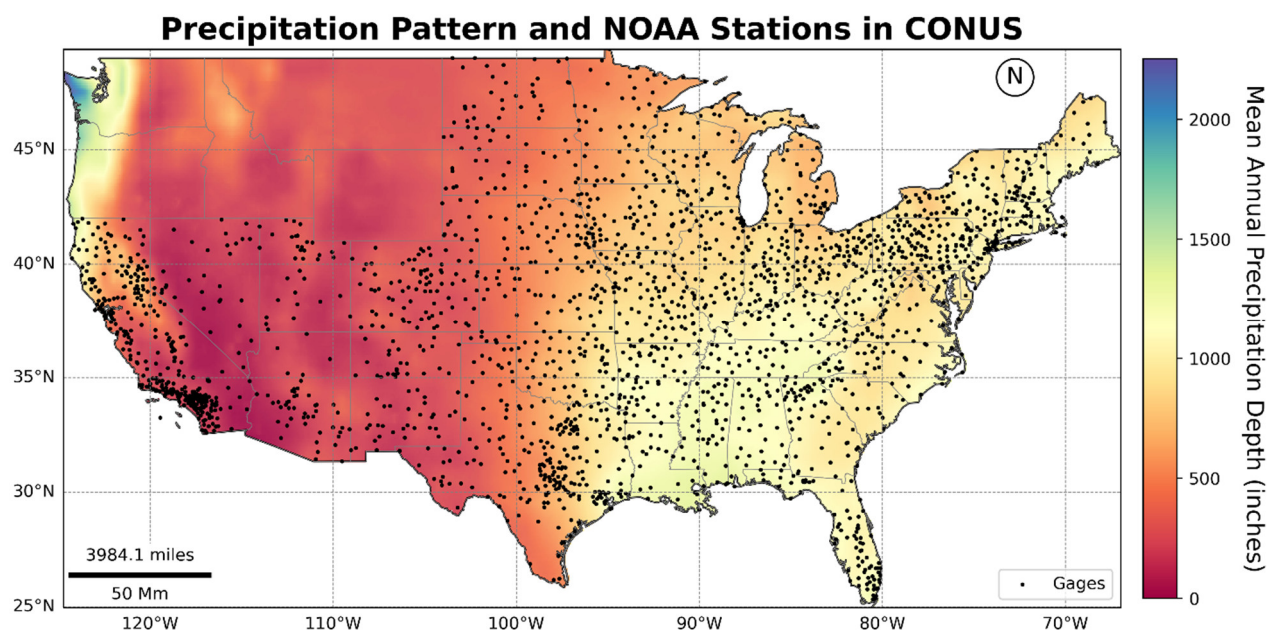 Precipitation Pattern and NOAA Stations in CONUS
N
45°N
40°N
35°N
30°N
25°N
3984.1 miles
50 Mm
Gages
120°W
110°W
100°W
90°W
80°W
70°W
2000
1500
1000
500
0
Mean Annual Precipitation Depth (inches)